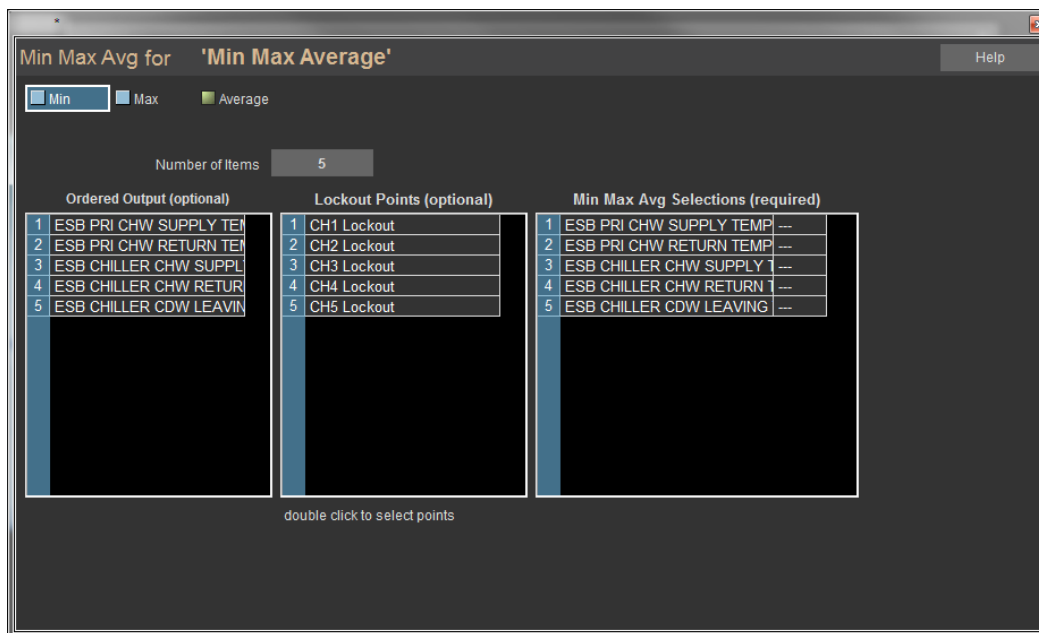 *
Min Max Avg for 'Min Max Average'
Help
Min Max Average
Number of Items 5
Ordered Output (optional) Lockout Points (optional) Min Max Avg Selections (required)
1 ESB PRI CHW SUPPLY TEM 1 CH1 Lockout 1 ESB PRI CHW SUPPLY TEMP ---
2 ESB PRI CHW RETURN TEM 2 CH2 Lockout 2 ESB PRI CHW RETURN TEMP ---
3 ESB CHILLER CHW SUPPL 3 CH3 Lockout 3 ESB CHILLER CHW SUPPLY T ---
4 ESB CHILLER CHW RETUR 4 CH4 Lockout 4 ESB CHILLER CHW RETURN T ---
5 ESB CHILLER CDW LEAVIN 5 CH5 Lockout 5 ESB CHILLER CDW LEAVING ---
double click to select points